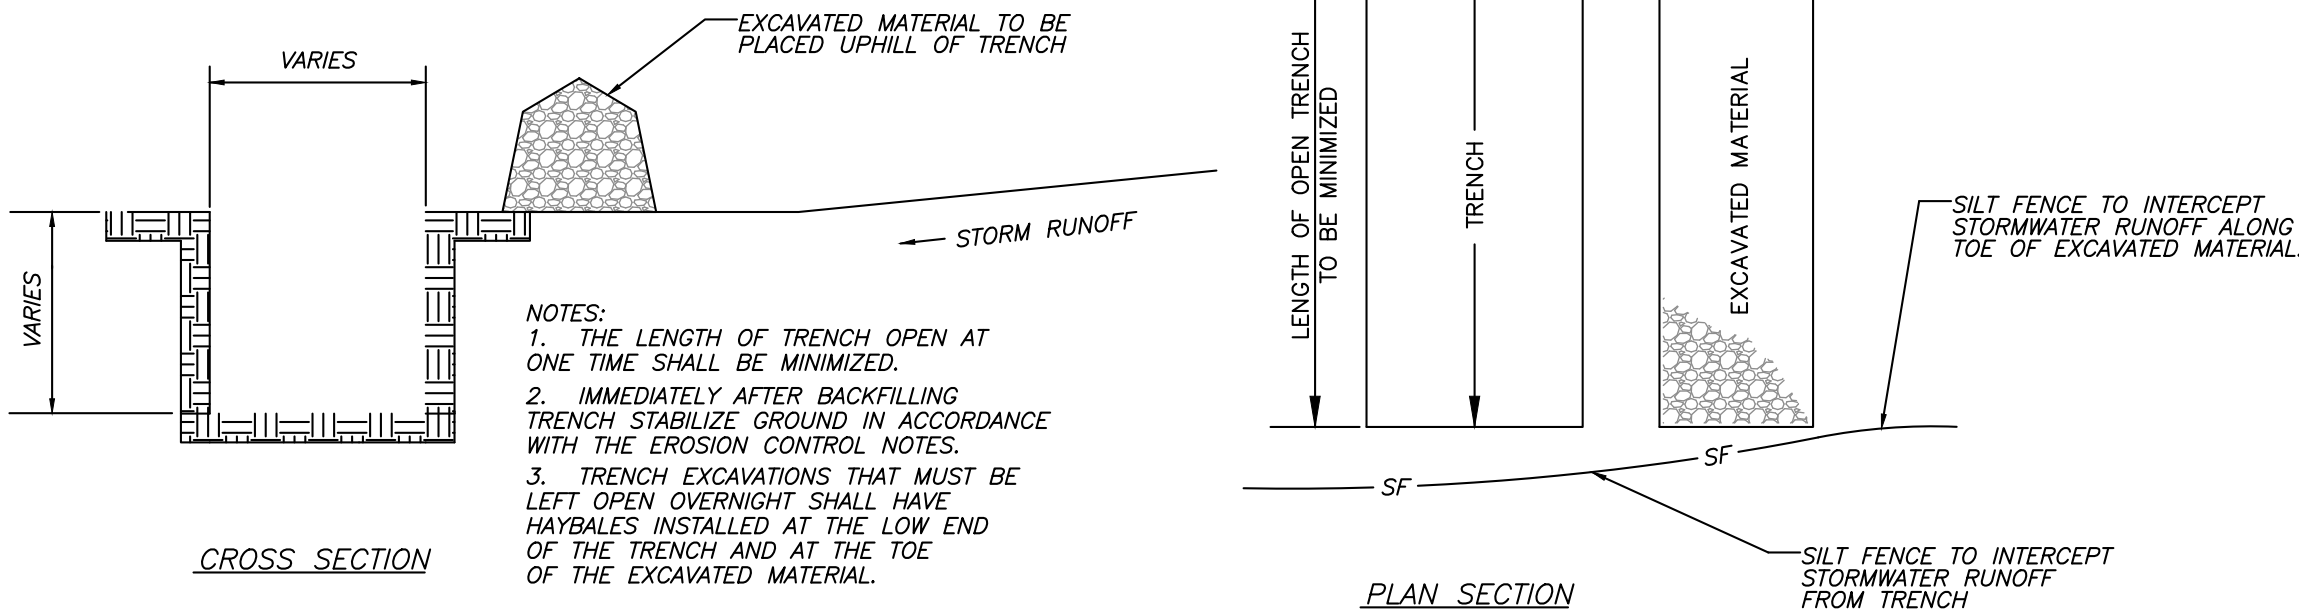 EXCAVATED MATERIAL TO BE
PLACED UPHILL OF TRENCH
VARIES
VARIES
STORM RUNOFF
NOTES:
1. THE LENGTH OF TRENCH OPEN AT
ONE TIME SHALL BE MINIMIZED.
2. IMMEDIATELY AFTER BACKFILLING
TRENCH STABILIZE GROUND IN ACCORDANCE
WITH THE EROSION CONTROL NOTES.
3. TRENCH EXCAVATIONS THAT MUST BE
LEFT OPEN OVERNIGHT SHALL HAVE
HAYBALES INSTALLED AT THE LOW END
OF THE TRENCH AND AT THE TOE
OF THE EXCAVATED MATERIAL.
CROSS SECTION
LENGTH OF OPEN TRENCH
TO BE MINIMIZED
TRENCH
EXCAVATED MATERIAL
SILT FENCE TO INTERCEPT
STORMWATER RUNOFF ALONG
TOE OF EXCAVATED MATERIAL.
SF
SF
SILT FENCE TO INTERCEPT
STORMWATER RUNOFF
FROM TRENCH
PLAN SECTION